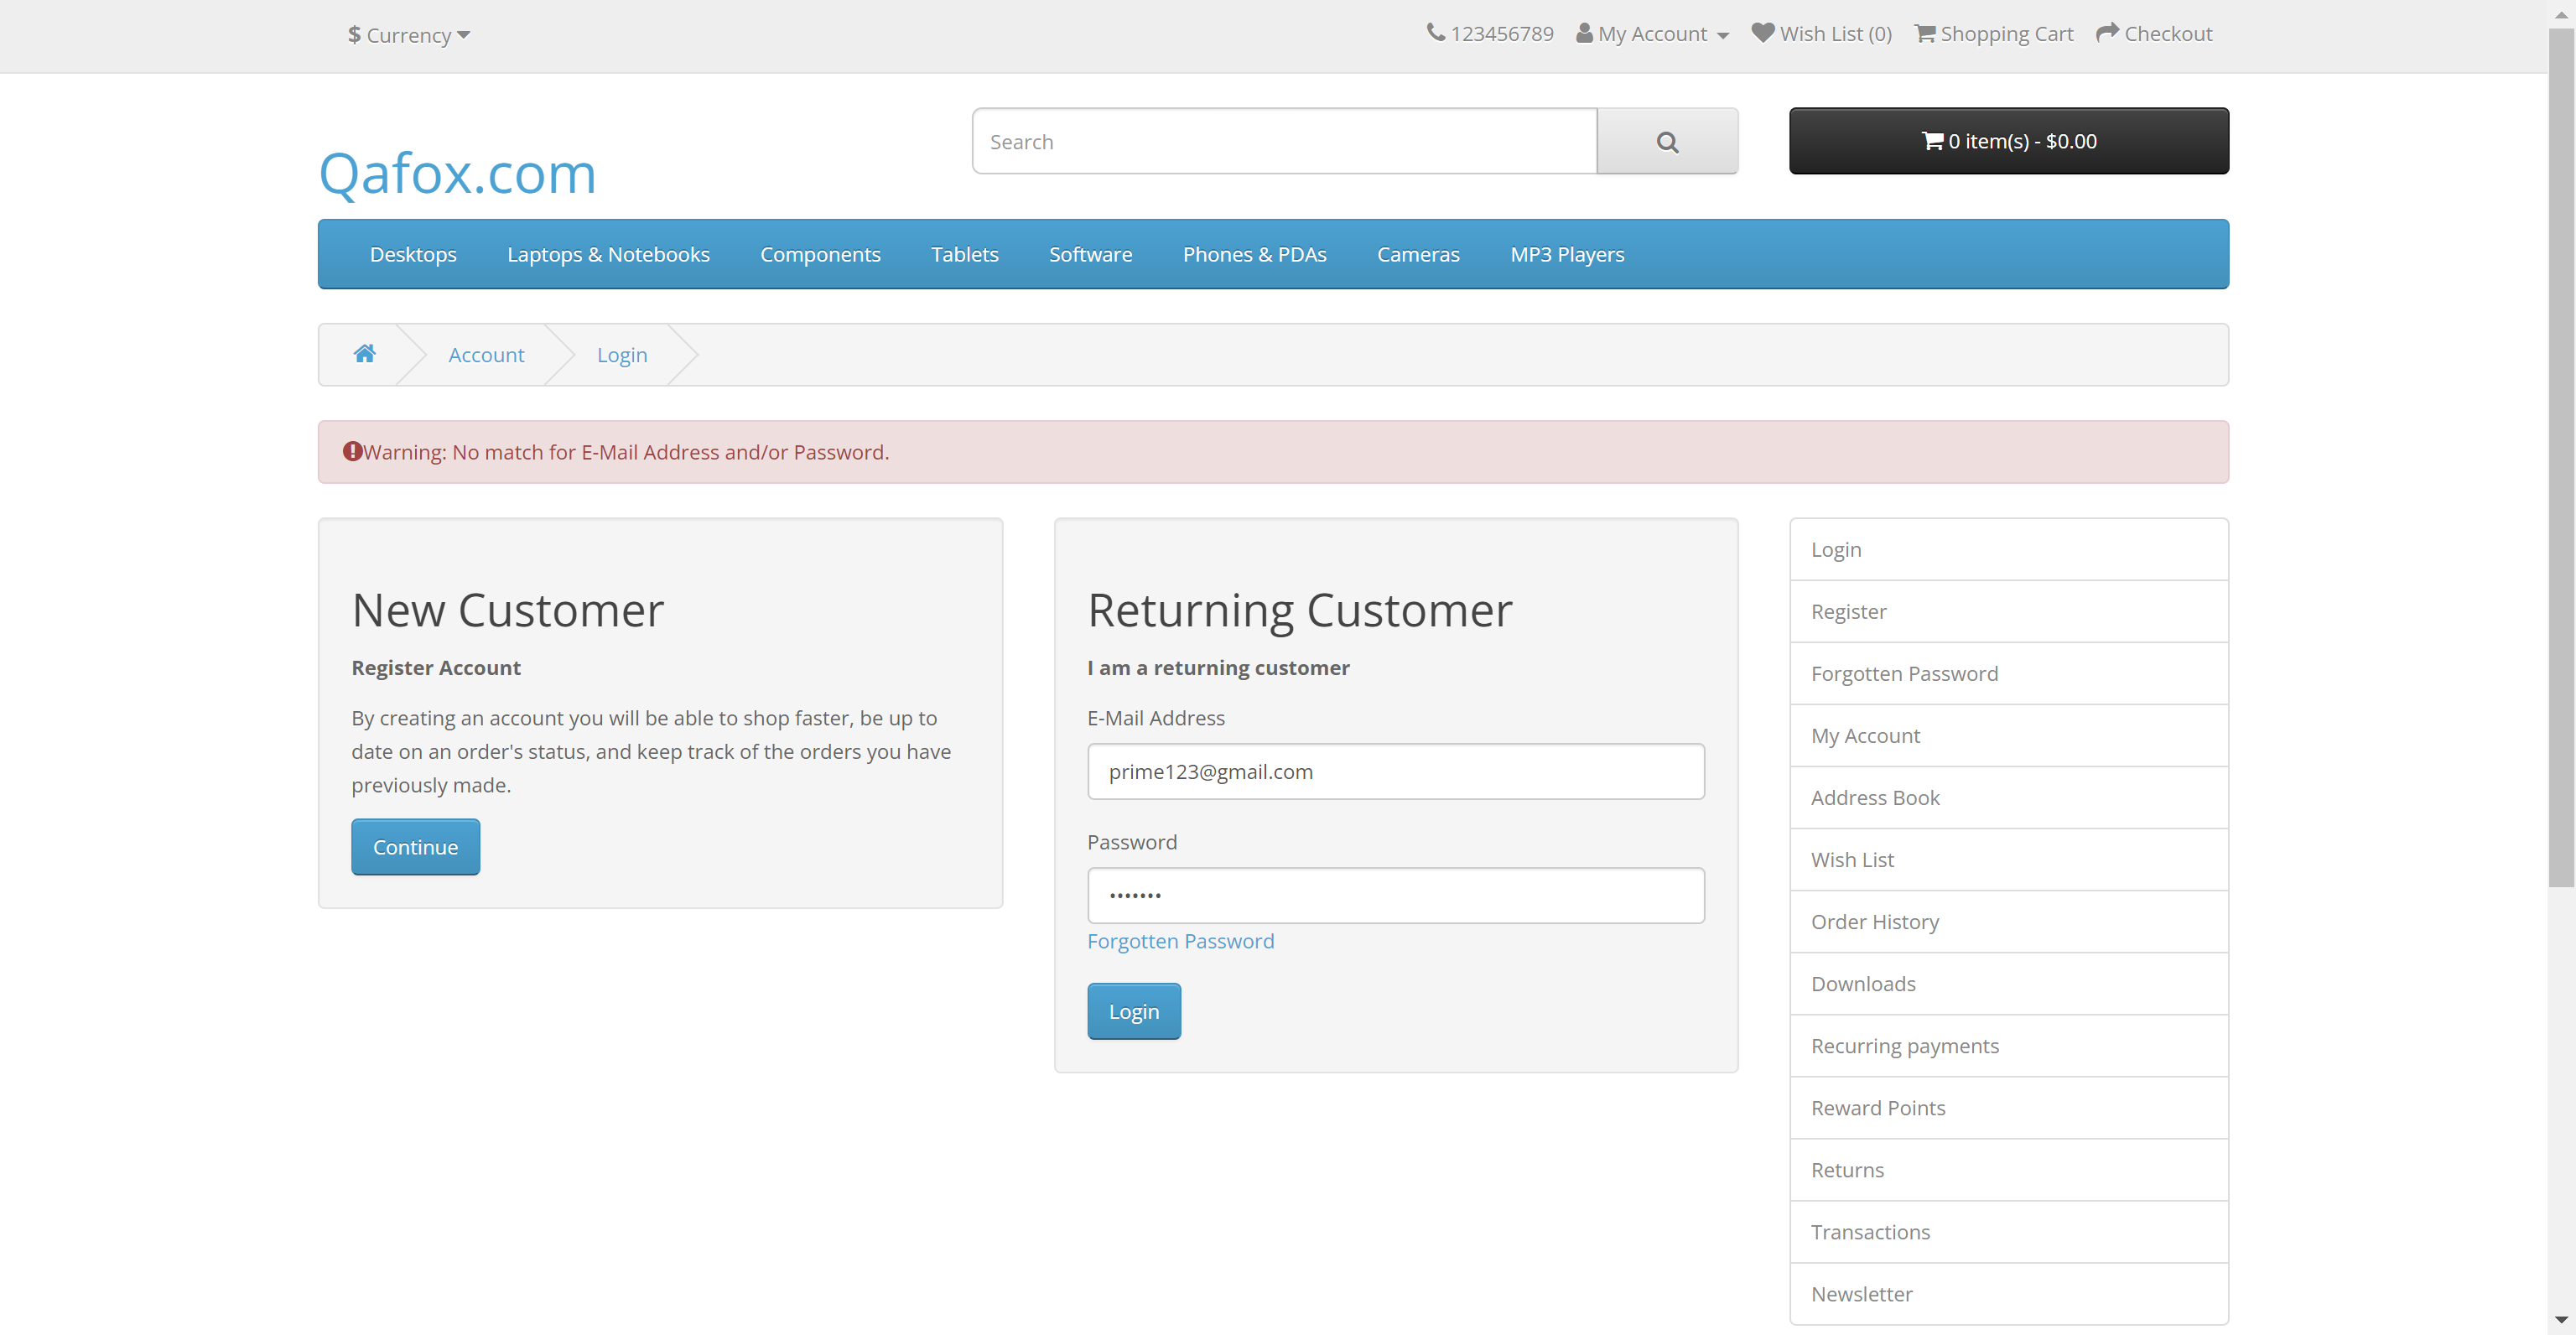 $ Currency
123456789 My Account Wish List (0) Shopping Cart Checkout
Qafox.com
Search
0 item(s) - $0.00
Desktops Laptops & Notebooks Components Tablets Software Phones & PDAs Cameras MP3 Players
Account Login
Warning: No match for E-Mail Address and/or Password.
New Customer
Register Account
By creating an account you will be able to shop faster, be up to
date on an order's status, and keep track of the orders you have
previously made.
Continue
Returning Customer
I am a returning customer
E-Mail Address
prime123@gmail.com
Password
•••••••
Forgotten Password
Login
Login
Register
Forgotten Password
My Account
Address Book
Wish List
Order History
Downloads
Recurring payments
Reward Points
Returns
Transactions
Newsletter